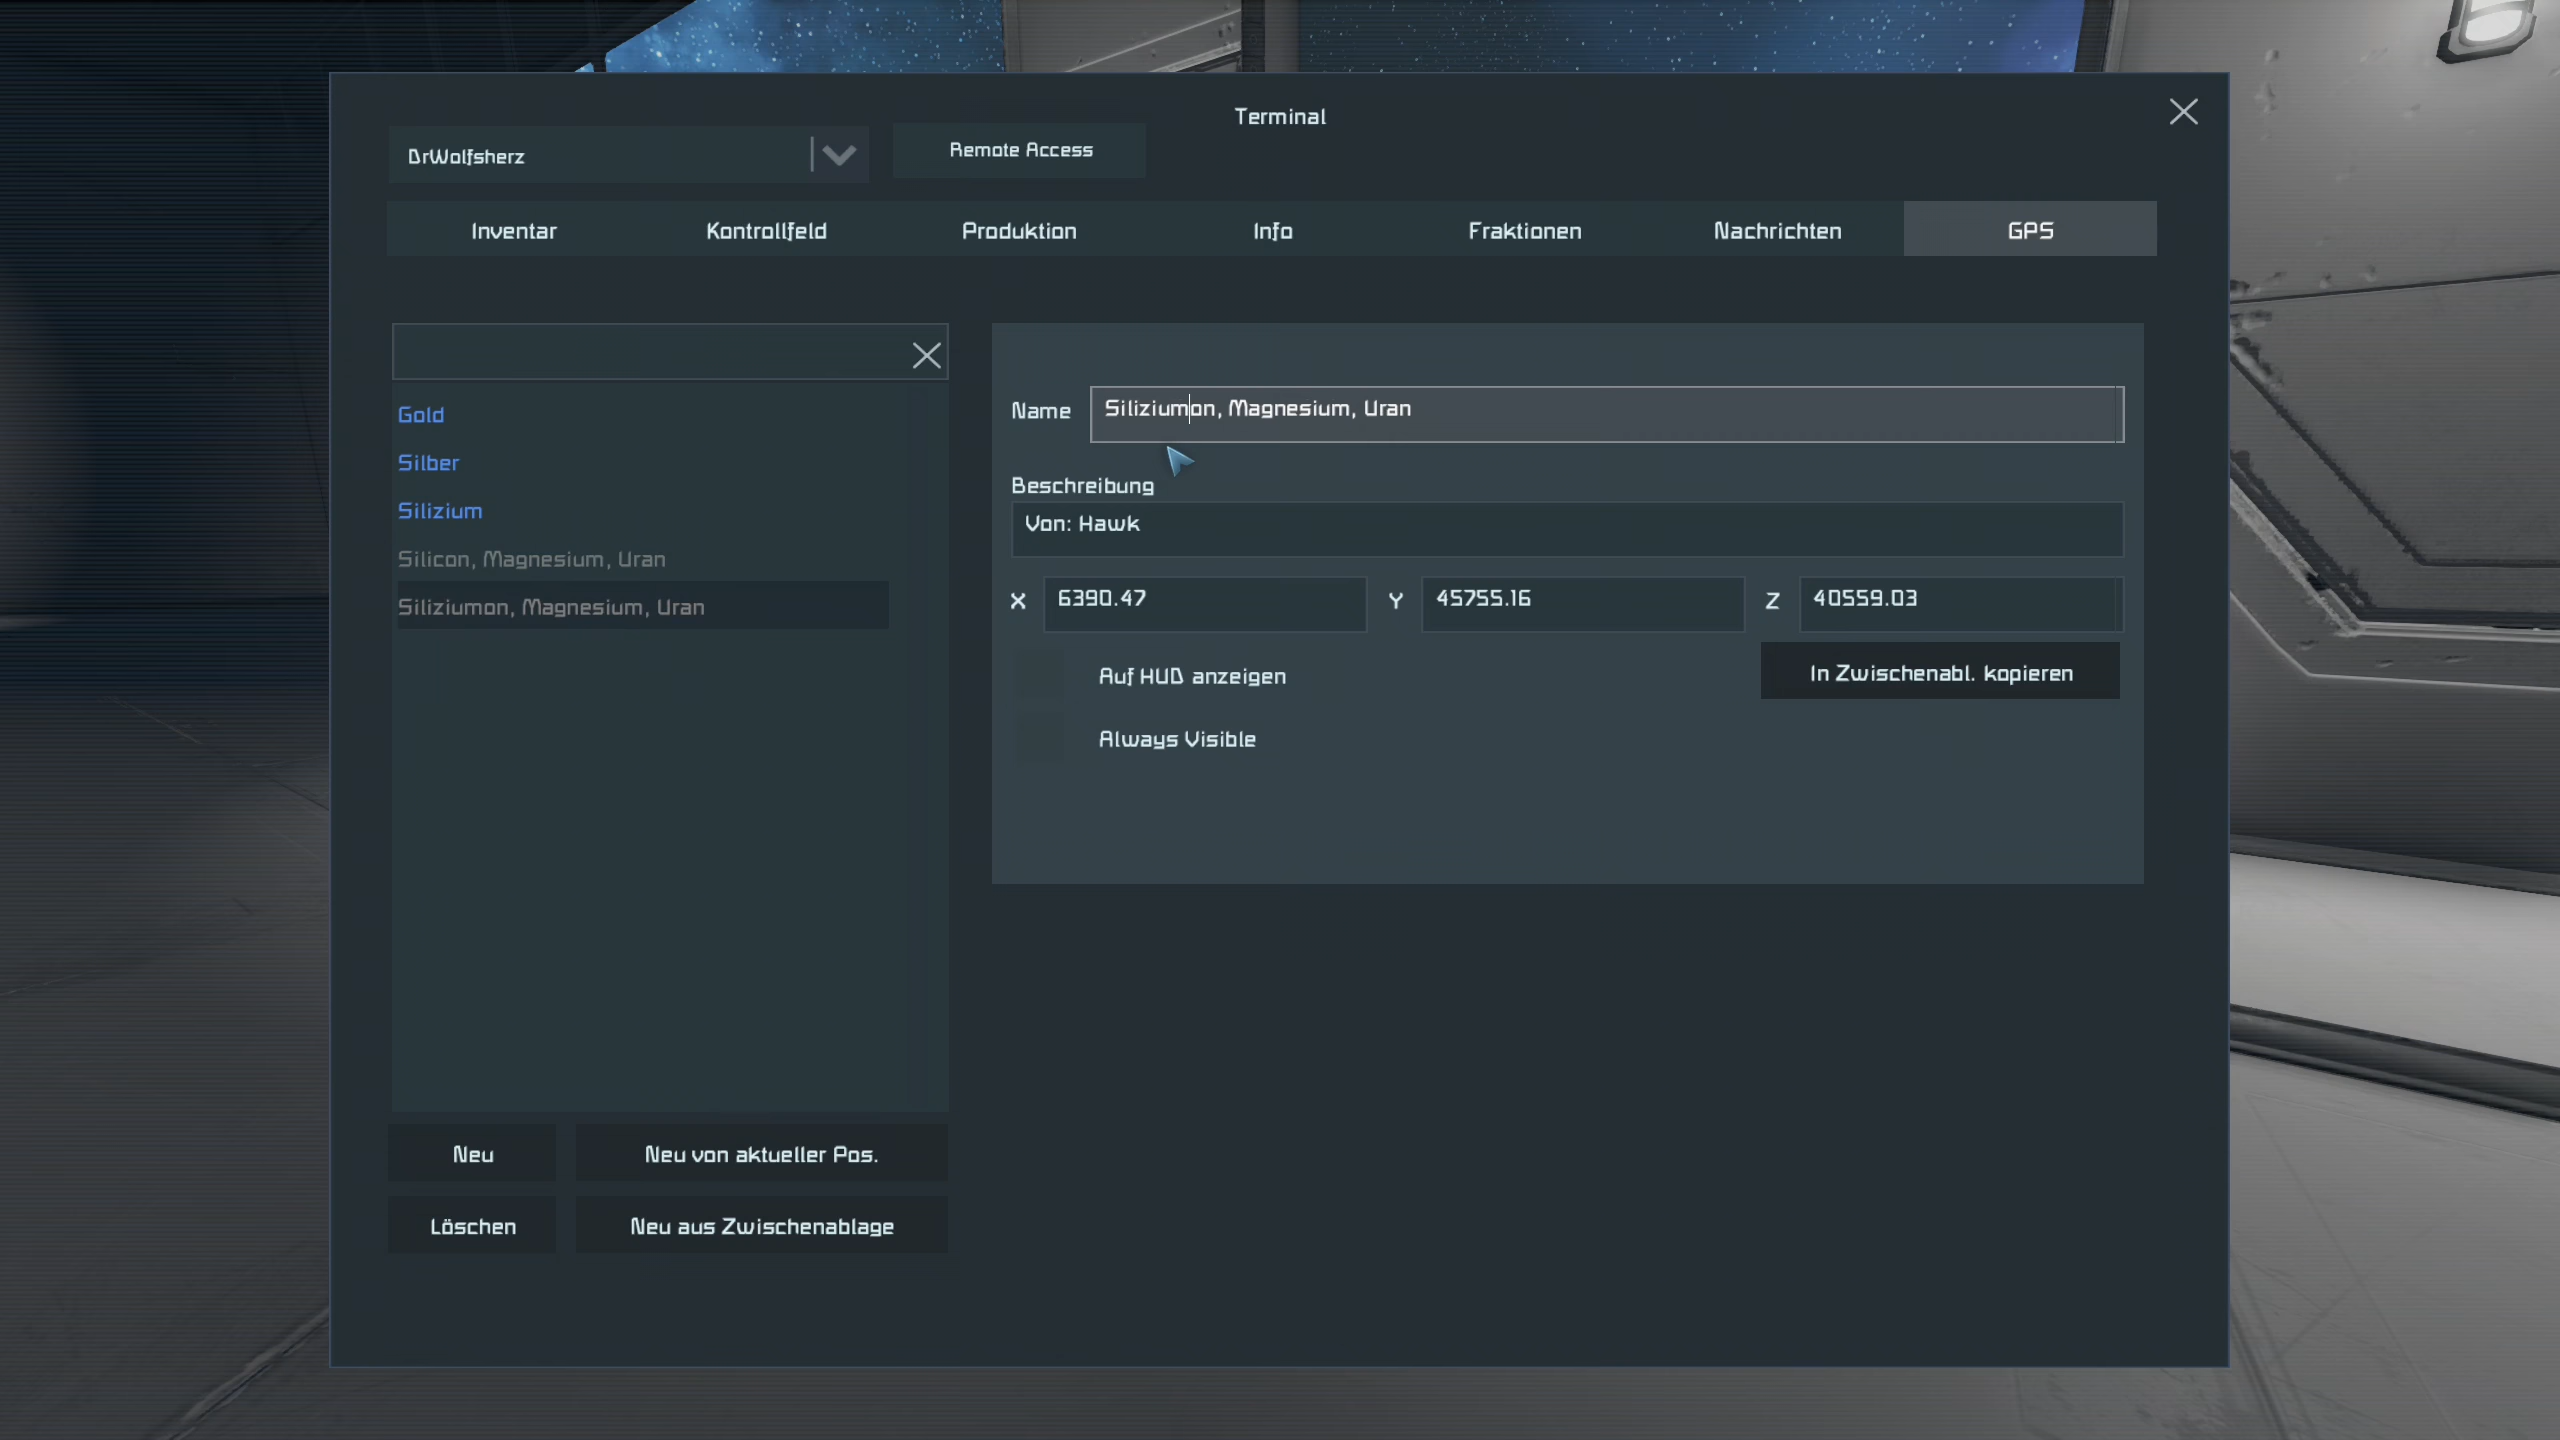 Terminal
DrWolfsherz
Remote Access
Inventar
Kontrollfeld
Produktion
Info
Fraktionen
Nachrichten
GPS
Gold
Silber
Silizium
Silicon, Magnesium, Uran
Siliziumon, Magnesium, Uran
Neu
Neu von aktueller Pos.
Löschen
Neu aus Zwischenablage
Name
Siliziumon, Magnesium, Uran
Beschreibung
Von: Hawk
X 6390.47 Y 45755.16 Z 40559.03
Auf HUD anzeigen
In Zwischenabl. kopieren
Always Visible